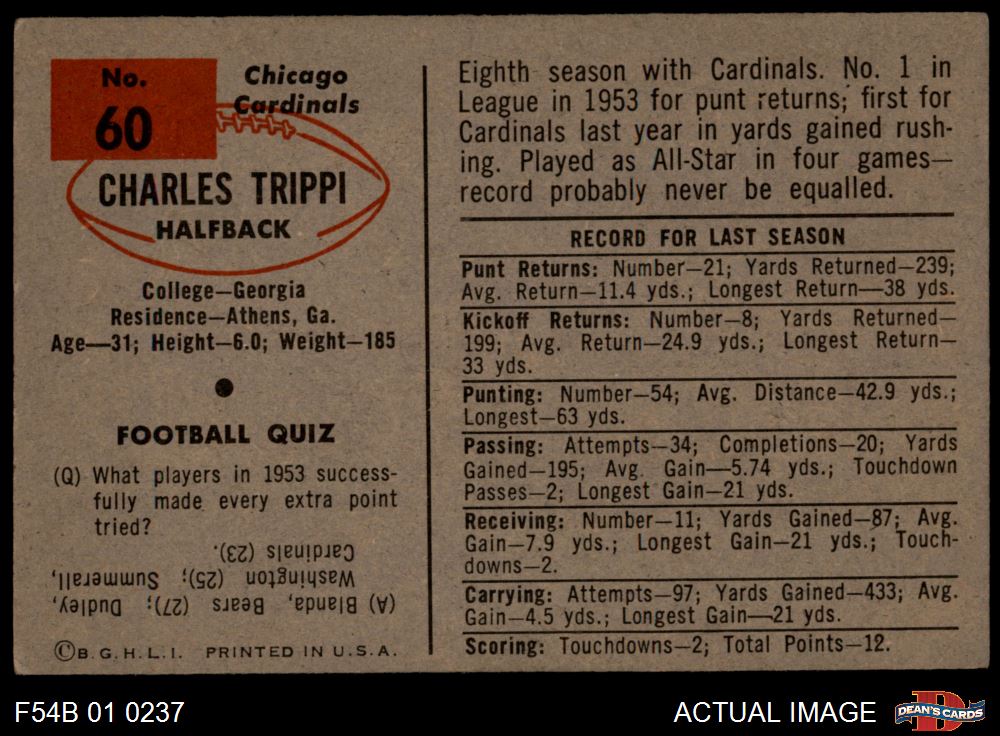 No.
60
Chicago
Cardinals
CHARLES TRIPPI
HALFBACK
College—Georgia
Residence—Athens, Ga.
Age—31; Height—6.0; Weight—185
FOOTBALL QUIZ
(Q) What players in 1953 success-
fully made every extra point
tried?
(A) Blanda, Bears (27); Dudley,
Washington (25); Summerall,
Cardinals (23).
©B.G.H.L.I. PRINTED IN U.S.A.
Eighth season with Cardinals. No. 1 in
League in 1953 for punt returns; first for
Cardinals last year in yards gained rush-
ing. Played as All-Star in four games—
record probably never be equalled.
RECORD FOR LAST SEASON
Punt Returns: Number—21; Yards Returned—239;
Avg. Return—11.4 yds.; Longest Return—38 yds.
Kickoff Returns: Number—8; Yards Returned—
199; Avg. Return—24.9 yds.; Longest Return—
33 yds.
Punting: Number—54; Avg. Distance—42.9 yds.;
Longest—63 yds.
Passing: Attempts—34; Completions—20; Yards
Gained—195; Avg. Gain—5.74 yds.; Touchdown
Passes—2; Longest Gain—21 yds.
Receiving: Number—11; Yards Gained—87; Avg.
Gain—7.9 yds.; Longest Gain—21 yds.; Touch-
downs—2.
Carrying: Attempts—97; Yards Gained—433; Avg.
Gain—4.5 yds.; Longest Gain—21 yds.
Scoring: Touchdowns—2; Total Points—12.
F54B 01 0237
ACTUAL IMAGE
DEAN'S CARDS